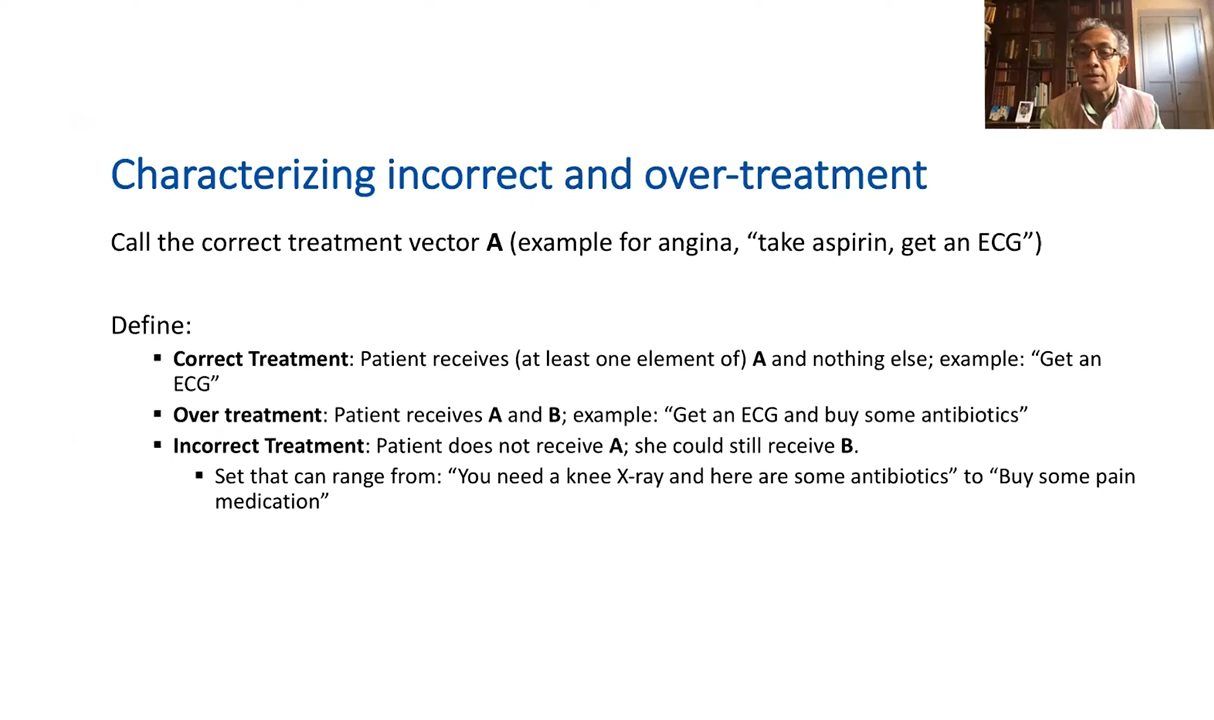 Characterizing incorrect and over-treatment
Call the correct treatment vector A (example for angina, “take aspirin, get an ECG”)
Define:
▪ Correct Treatment: Patient receives (at least one element of) A and nothing else; example: “Get an
ECG”
▪ Over treatment: Patient receives A and B; example: “Get an ECG and buy some antibiotics”
▪ Incorrect Treatment: Patient does not receive A; she could still receive B.
▪ Set that can range from: “You need a knee X-ray and here are some antibiotics” to “Buy some pain
medication”